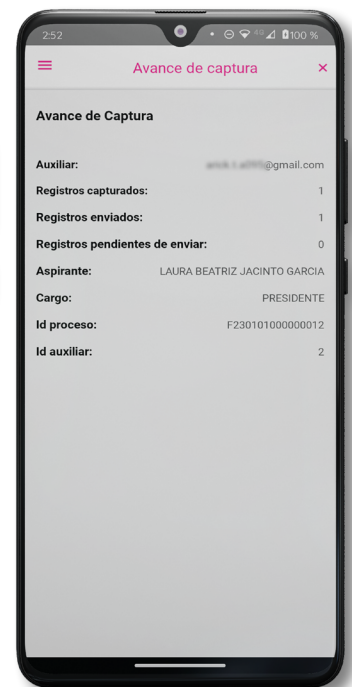 2:52 4G 100 %
Avance de captura ×
Avance de Captura
Auxiliar: @gmail.com
Registros capturados: 1
Registros enviados: 1
Registros pendientes de enviar: 0
Aspirante: LAURA BEATRIZ JACINTO GARCIA
Cargo: PRESIDENTE
Id proceso: F230101000000012
Id auxiliar: 2